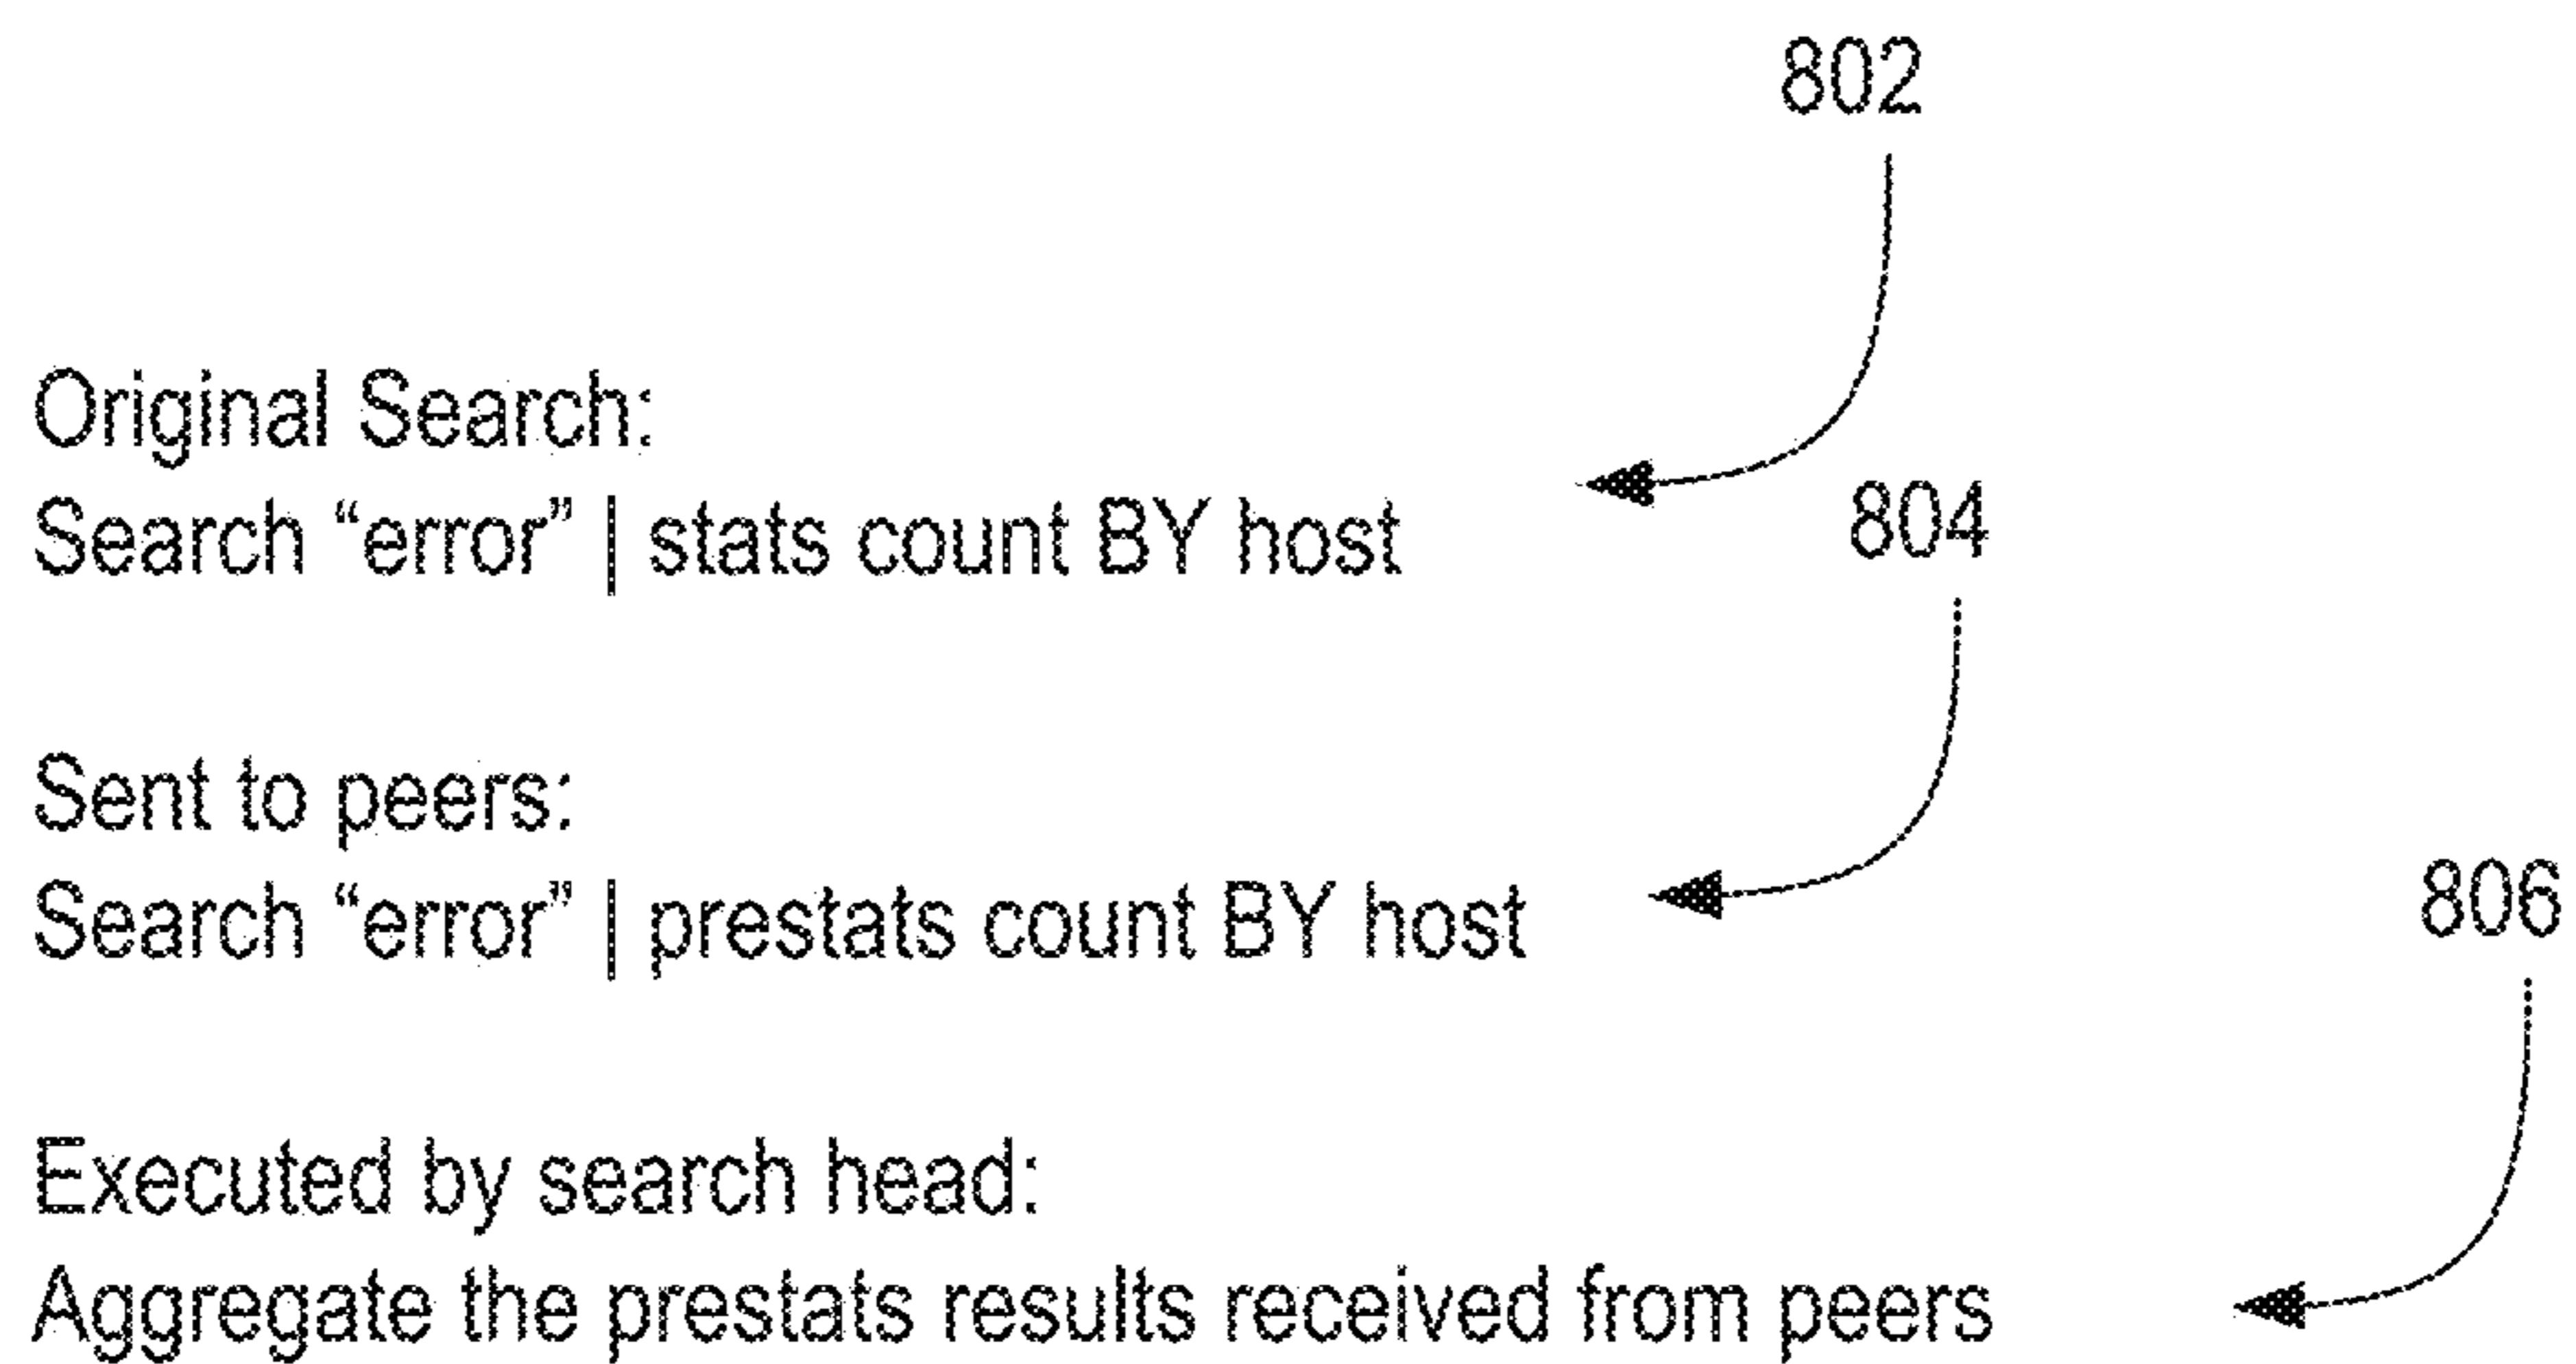 802
Original Search:
Search “error” | stats count BY host
804
Sent to peers:
Search “error” | prestats count BY host
806
Executed by search head:
Aggregate the prestats results received from peers